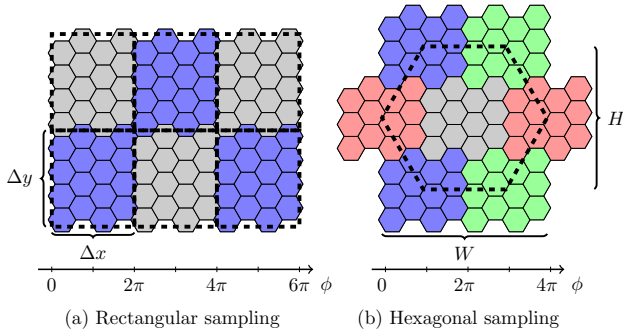 H
Δy
Δx
W
0 2π 4π 6π ϕ
0 2π 4π ϕ
(a) Rectangular sampling
(b) Hexagonal sampling